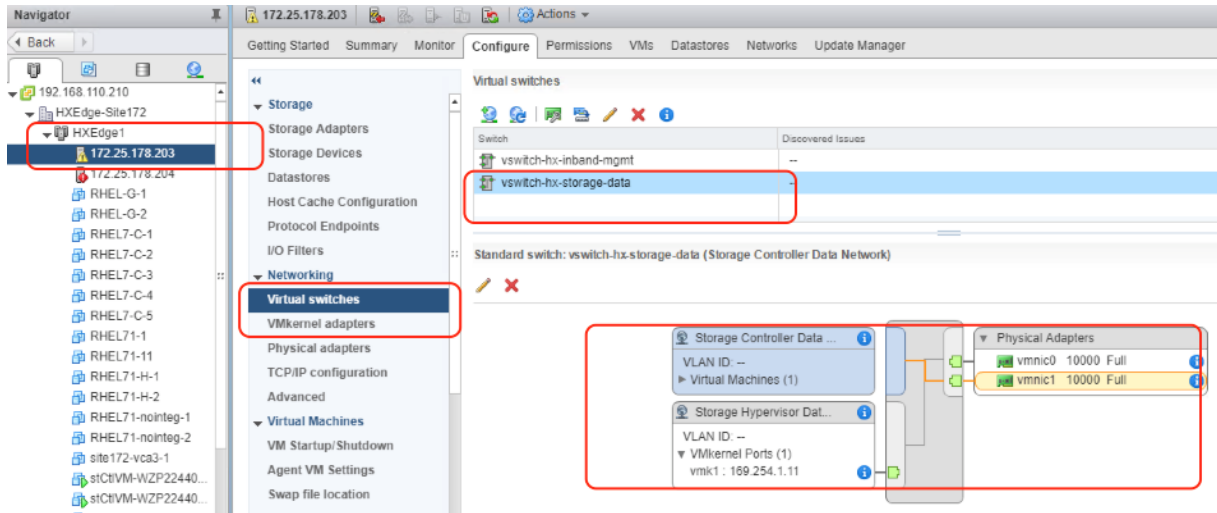 Navigator
Back
192.168.110.210
HXEdge-Site172
HXEdge1
172.25.178.203
172.25.178.204
RHEL-G-1
RHEL-G-2
RHEL7-C-1
RHEL7-C-2
RHEL7-C-3
RHEL7-C-4
RHEL7-C-5
RHEL71-1
RHEL71-11
RHEL71-H-1
RHEL71-H-2
RHEL71-nointeg-1
RHEL71-nointeg-2
site172-vca3-1
stCtlVM-WZP22440...
stCtlVM-WZP22440...
172.25.178.203 Actions
Getting Started Summary Monitor Configure Permissions VMs Datastores Networks Update Manager
Storage
Storage Adapters
Storage Devices
Datastores
Host Cache Configuration
Protocol Endpoints
I/O Filters
Networking
Virtual switches
VMkernel adapters
Physical adapters
TCP/IP configuration
Advanced
Virtual Machines
VM Startup/Shutdown
Agent VM Settings
Swap file location
Virtual switches
Switch Discovered Issues
vswitch-hx-inband-mgmt --
vswitch-hx-storage-data --
Standard switch: vswitch-hx-storage-data (Storage Controller Data Network)
Storage Controller Data ...
VLAN ID: --
Virtual Machines (1)
Storage Hypervisor Dat...
VLAN ID: --
VMkernel Ports (1)
vmk1 : 169.254.1.11
Physical Adapters
vmnic0 10000 Full
vmnic1 10000 Full